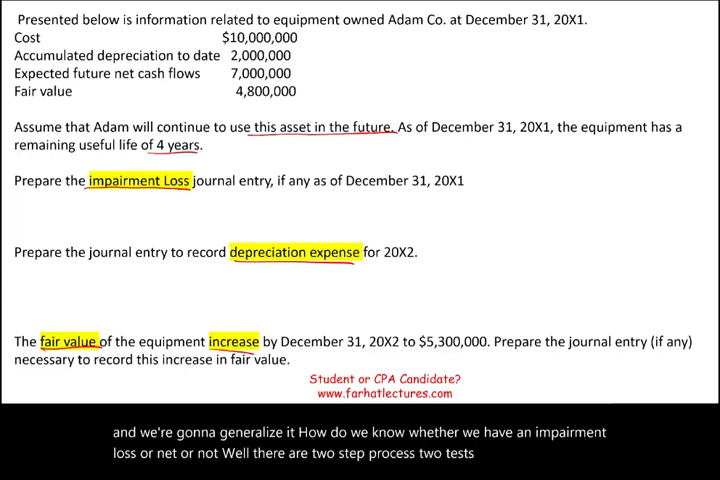 Presented below is information related to equipment owned Adam Co. at December 31, 20X1.
Cost $10,000,000
Accumulated depreciation to date 2,000,000
Expected future net cash flows 7,000,000
Fair value 4,800,000
Assume that Adam will continue to use this asset in the future. As of December 31, 20X1, the equipment has a
remaining useful life of 4 years.
Prepare the impairment Loss journal entry, if any as of December 31, 20X1
Prepare the journal entry to record depreciation expense for 20X2.
The fair value of the equipment increase by December 31, 20X2 to $5,300,000. Prepare the journal entry (if any)
necessary to record this increase in fair value.
Student or CPA Candidate?
www.farhatlectures.com
and we're gonna generalize it How do we know whether we have an impairment
loss or net or not Well there are two step process two tests